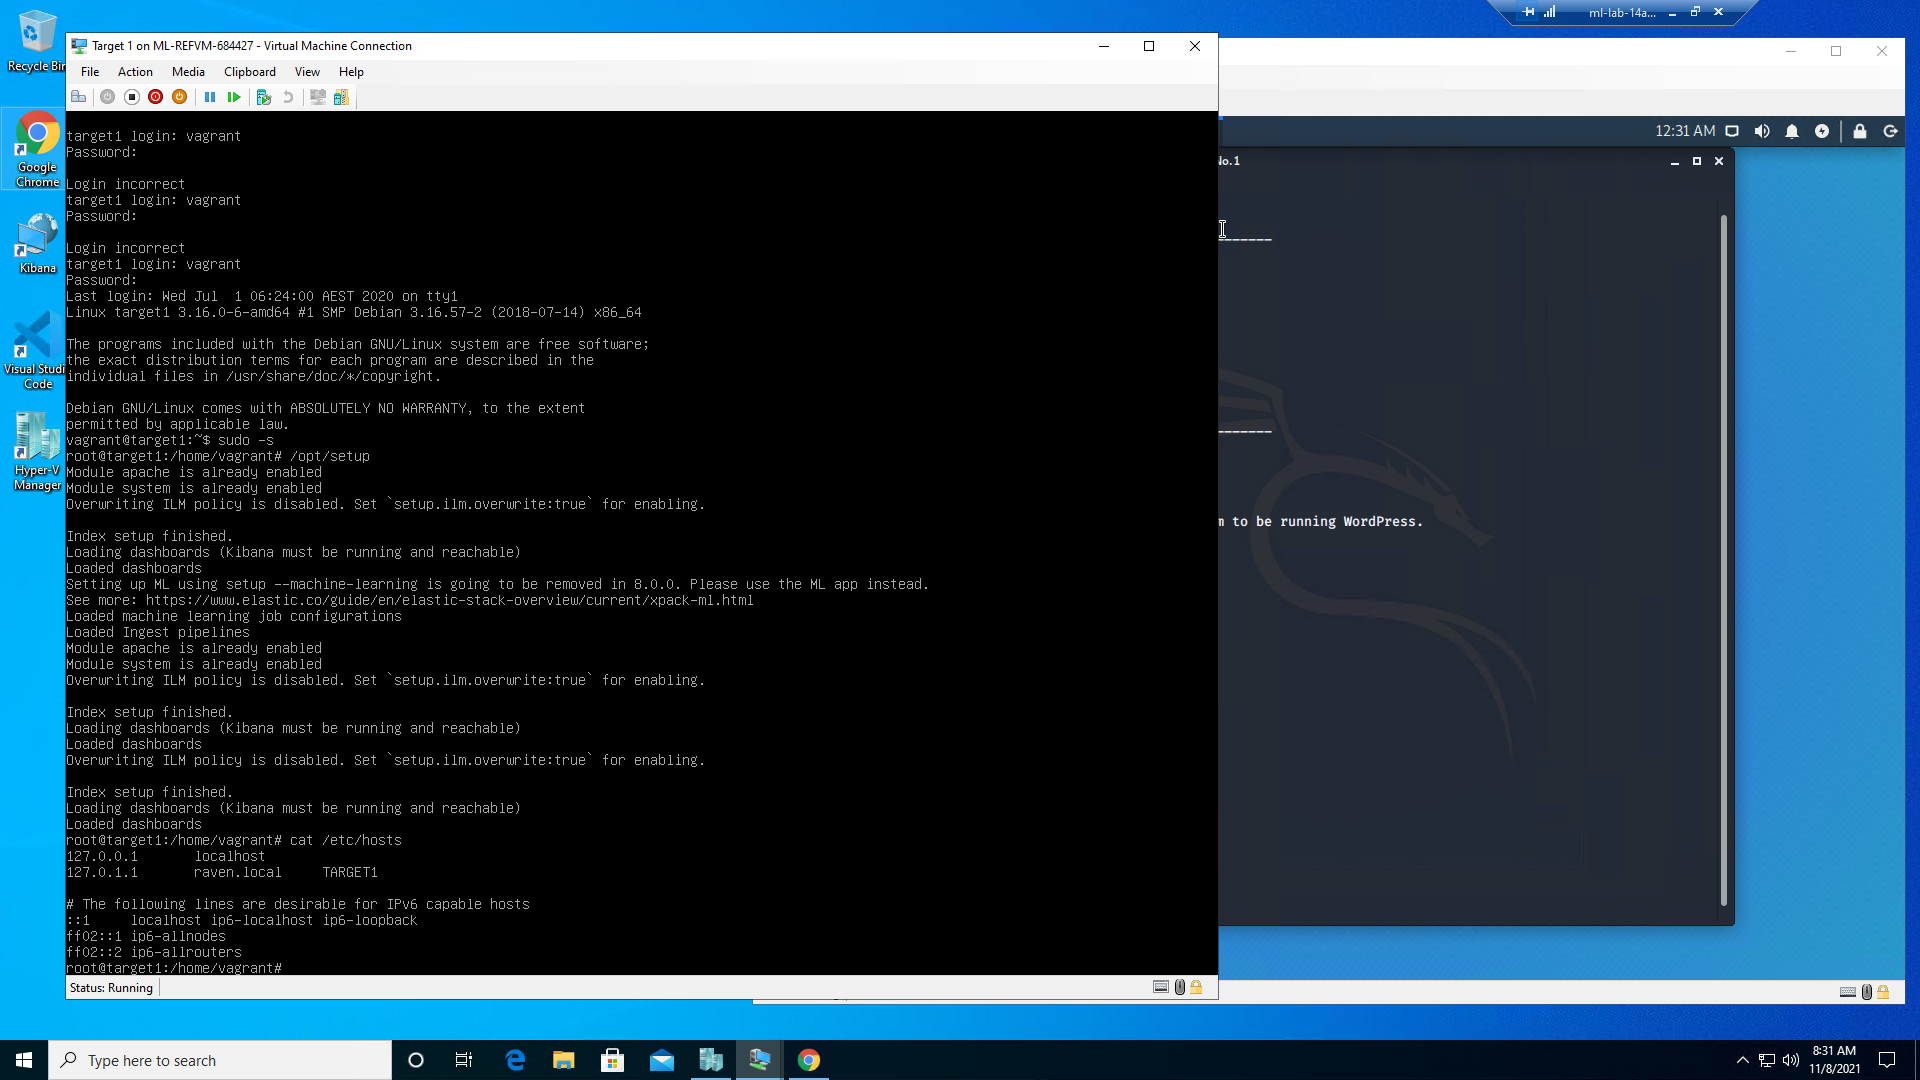 Recycle Bin
Google Chrome
Kibana
Visual Studi
Code
Hyper-V
Manager
Target 1 on ML-REFVM-684427 - Virtual Machine Connection
File Action Media Clipboard View Help
target1 login: vagrant
Password:
Login incorrect
target1 login: vagrant
Password:
Login incorrect
target1 login: vagrant
Password:
Last login: Wed Jul  1 06:24:00 AEST 2020 on tty1
Linux target1 3.16.0-6-amd64 #1 SMP Debian 3.16.57-2 (2018-07-14) x86_64
The programs included with the Debian GNU/Linux system are free software;
the exact distribution terms for each program are described in the
individual files in /usr/share/doc/*/copyright.
Debian GNU/Linux comes with ABSOLUTELY NO WARRANTY, to the extent
permitted by applicable law.
vagrant@target1:~$ sudo -s
root@target1:/home/vagrant# /opt/setup
Module apache is already enabled
Module system is already enabled
Overwriting ILM policy is disabled. Set `setup.ilm.overwrite:true` for enabling.
Index setup finished.
Loading dashboards (Kibana must be running and reachable)
Loaded dashboards
Setting up ML using setup --machine-learning is going to be removed in 8.0.0. Please use the ML app instead.
See more: https://www.elastic.co/guide/en/elastic-stack-overview/current/xpack-ml.html
Loaded machine learning job configurations
Loaded Ingest pipelines
Module apache is already enabled
Module system is already enabled
Overwriting ILM policy is disabled. Set `setup.ilm.overwrite:true` for enabling.
Index setup finished.
Loading dashboards (Kibana must be running and reachable)
Loaded dashboards
Overwriting ILM policy is disabled. Set `setup.ilm.overwrite:true` for enabling.
Index setup finished.
Loading dashboards (Kibana must be running and reachable)
Loaded dashboards
root@target1:/home/vagrant# cat /etc/hosts
127.0.0.1       localhost
127.0.1.1       raven.local     TARGET1
# The following lines are desirable for IPv6 capable hosts
::1     localhost ip6-localhost ip6-loopback
ff02::1 ip6-allnodes
ff02::2 ip6-allrouters
root@target1:/home/vagrant#
Status: Running
ml-lab-14a...
12:31 AM
No.1
m to be running WordPress.
Type here to search
8:31 AM
11/8/2021